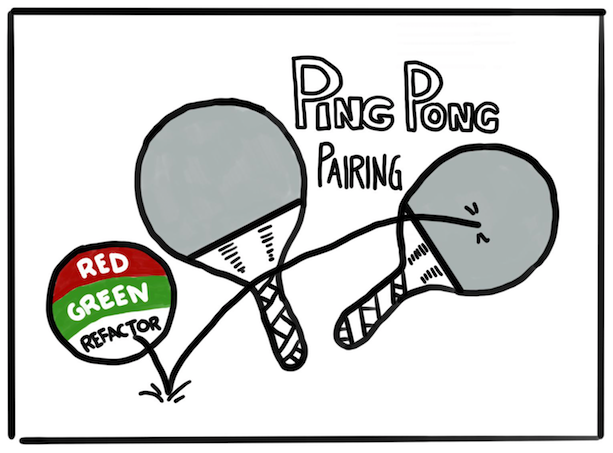 PING PONG
PAIRING
RED
GREEN
REFACTOR